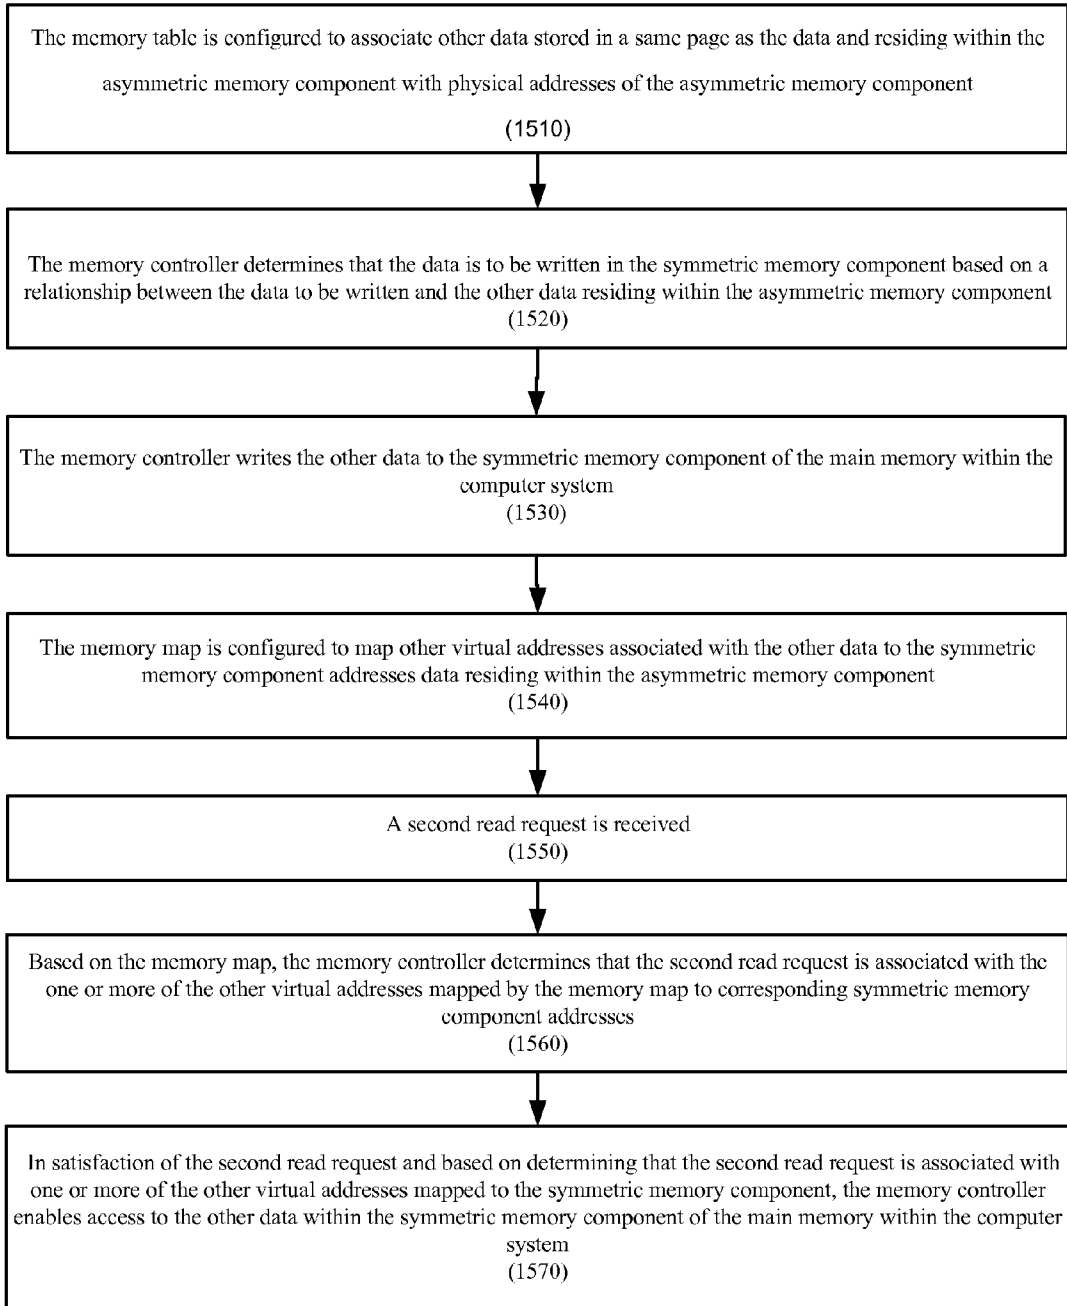 The memory table is configured to associate other data stored in a same page as the data and residing within the
asymmetric memory component with physical addresses of the asymmetric memory component
(1510)
The memory controller determines that the data is to be written in the symmetric memory component based on a
relationship between the data to be written and the other data residing within the asymmetric memory component
(1520)
The memory controller writes the other data to the symmetric memory component of the main memory within the
computer system
(1530)
The memory map is configured to map other virtual addresses associated with the other data to the symmetric
memory component addresses data residing within the asymmetric memory component
(1540)
A second read request is received
(1550)
Based on the memory map, the memory controller determines that the second read request is associated with the
one or more of the other virtual addresses mapped by the memory map to corresponding symmetric memory
component addresses
(1560)
In satisfaction of the second read request and based on determining that the second read request is associated with
one or more of the other virtual addresses mapped to the symmetric memory component, the memory controller
enables access to the other data within the symmetric memory component of the main memory within the computer
system
(1570)